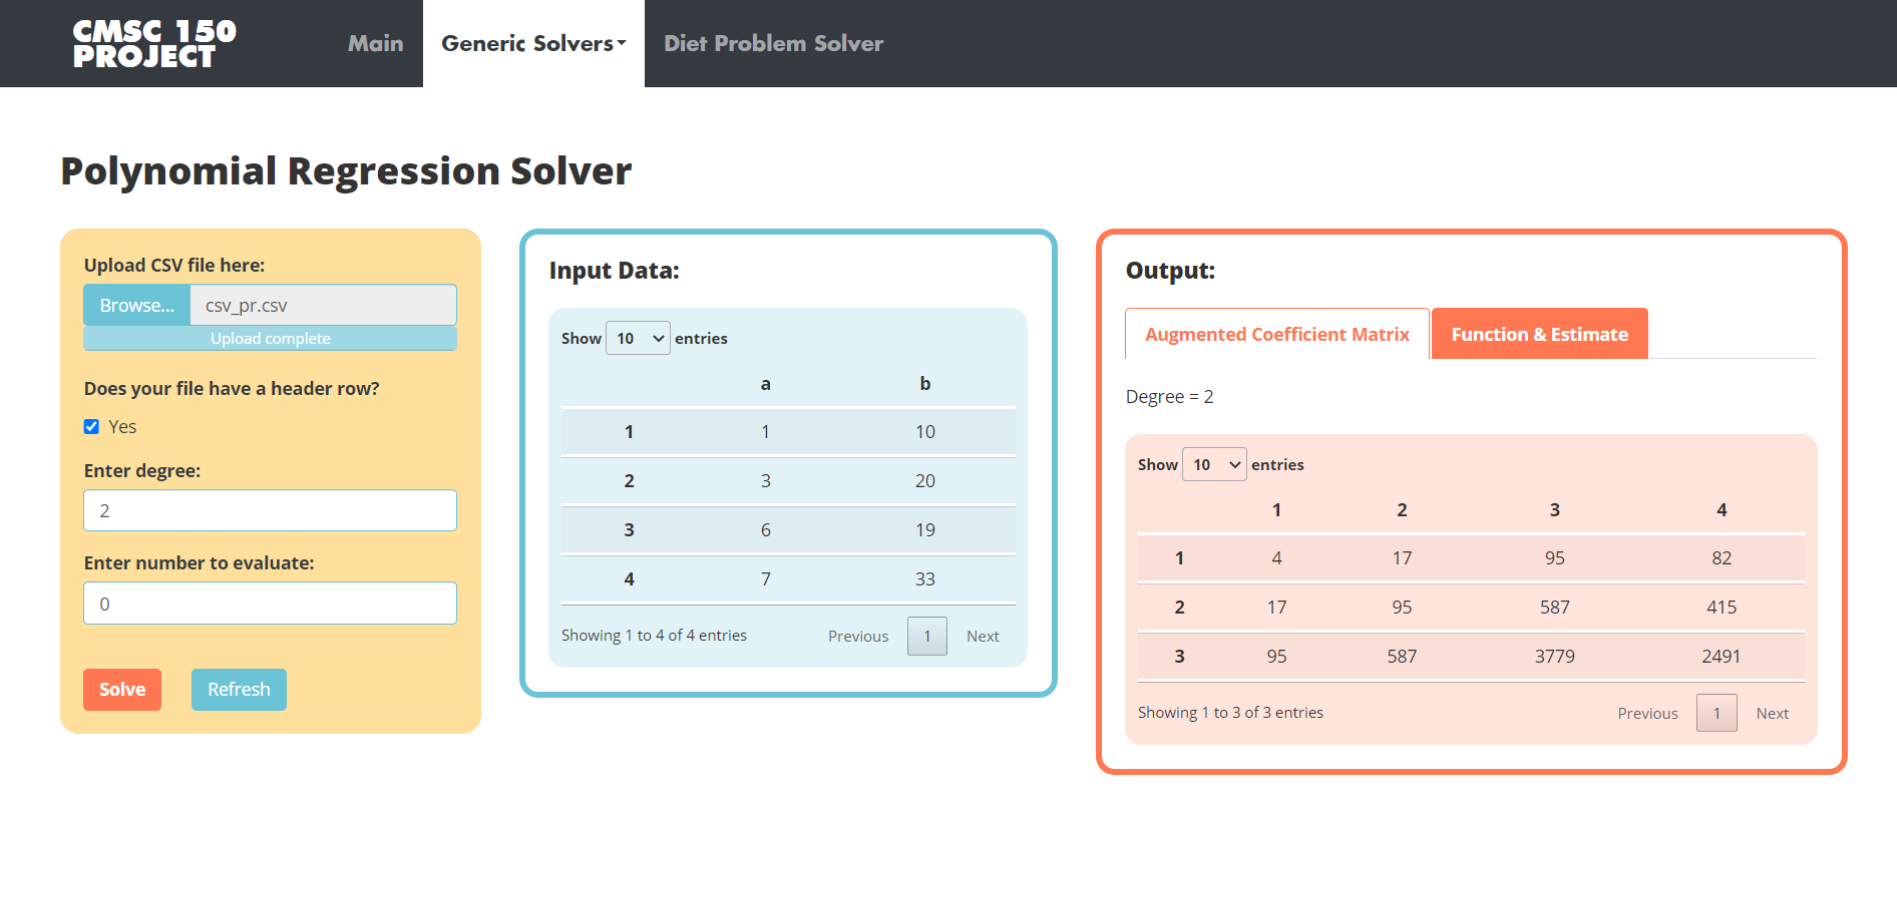 CMSC 150
PROJECT
Main
Generic Solvers
Diet Problem Solver
Polynomial Regression Solver
Upload CSV file here:
Browse... csv_pr.csv
Upload complete
Does your file have a header row?
Yes
Enter degree:
2
Enter number to evaluate:
0
Solve Refresh
Input Data:
Show 10 entries
a b
1 1 10
2 3 20
3 6 19
4 7 33
Showing 1 to 4 of 4 entries Previous 1 Next
Output:
Augmented Coefficient Matrix Function & Estimate
Degree = 2
Show 10 entries
1 2 3 4
1 4 17 95 82
2 17 95 587 415
3 95 587 3779 2491
Showing 1 to 3 of 3 entries Previous 1 Next